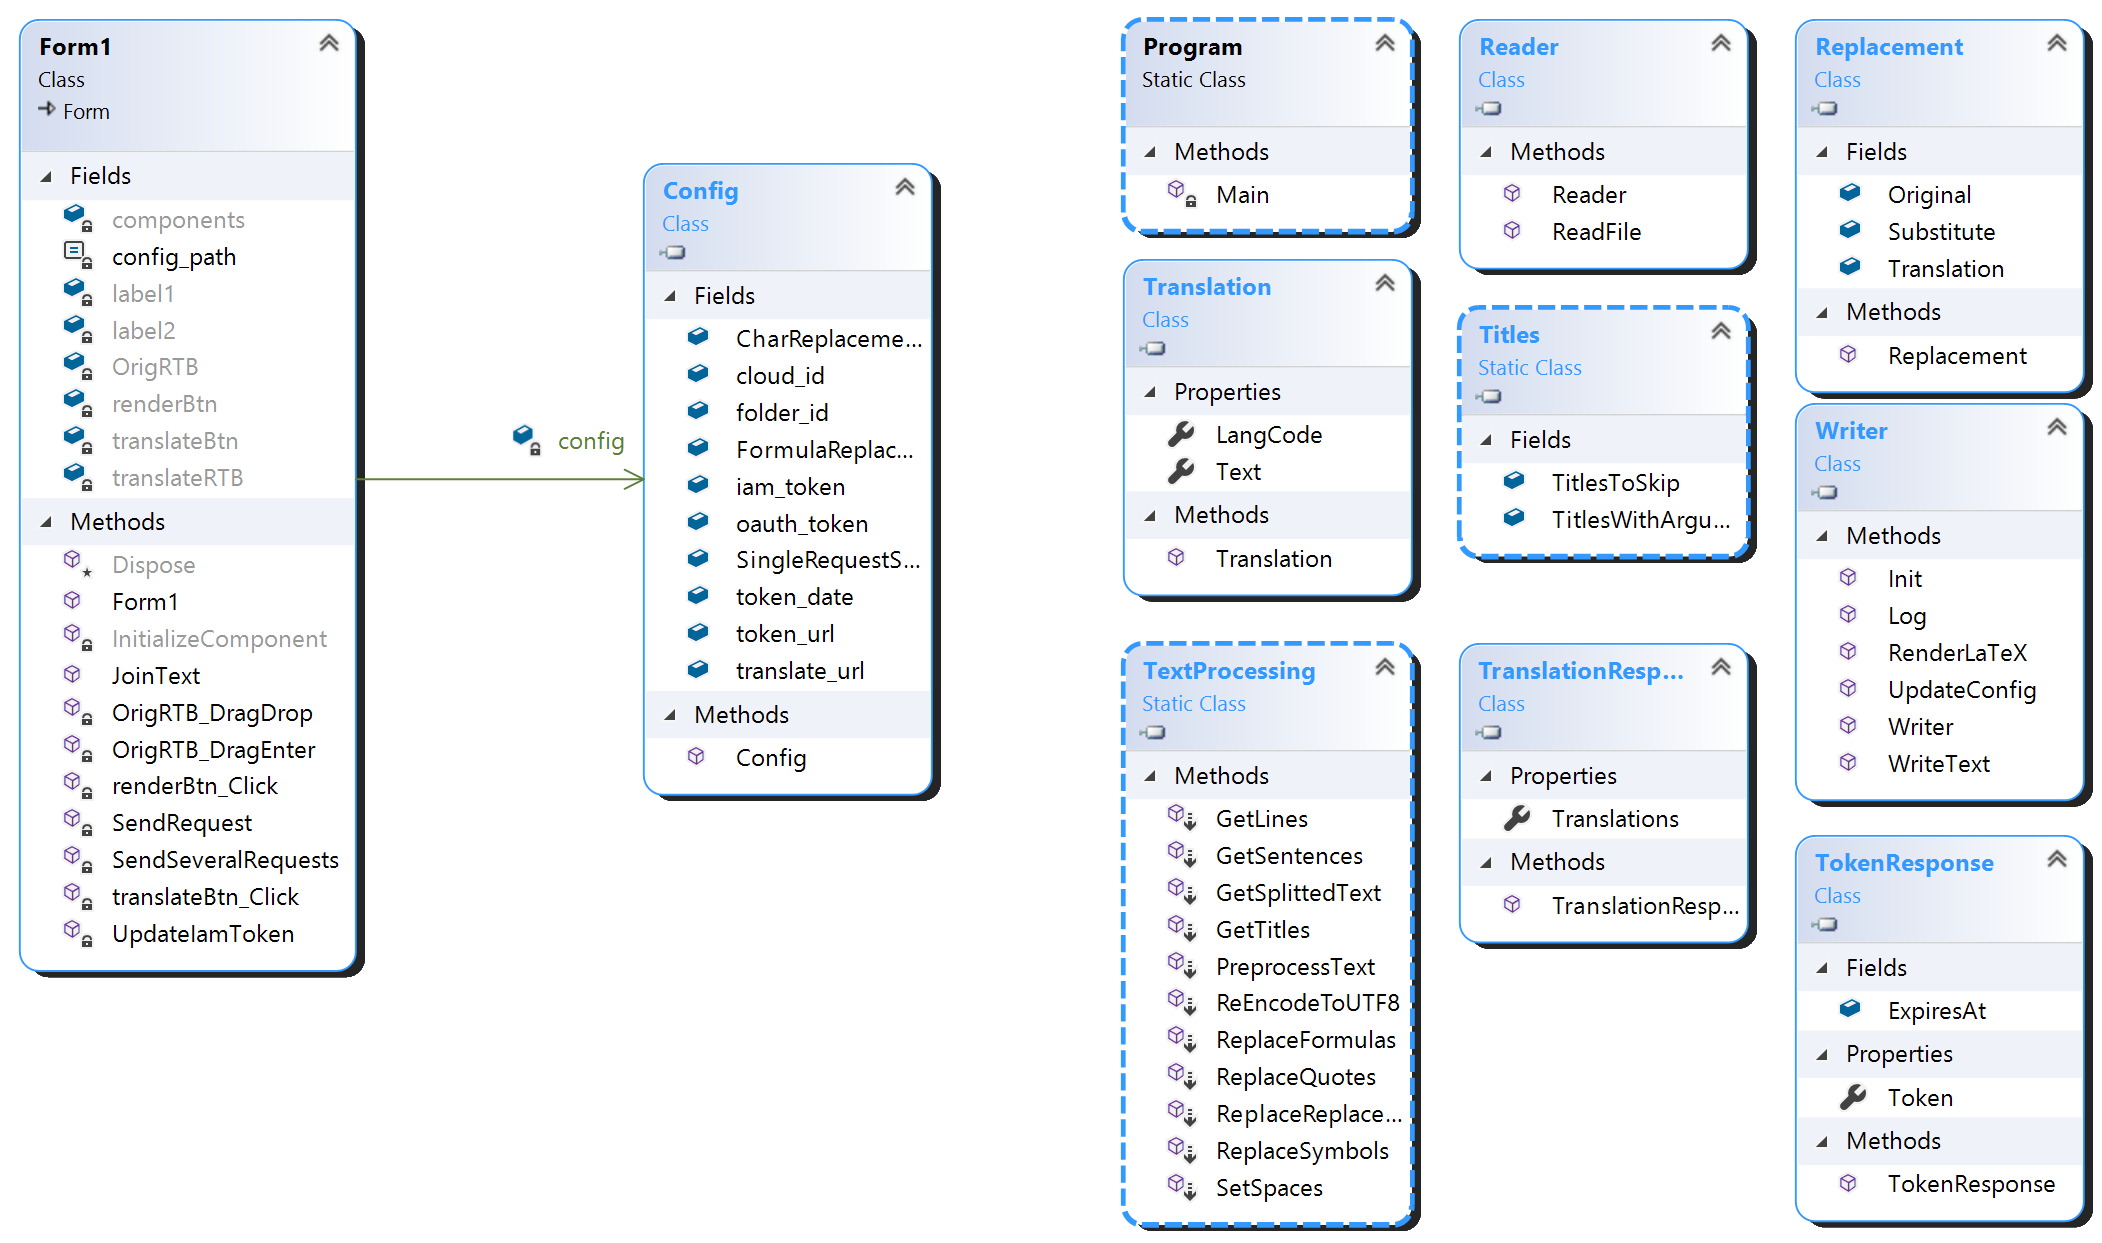 Form1
Class
Form
Fields
components
config_path
label1
label2
OrigRTB
renderBtn
translateBtn
translateRTB
Methods
Dispose
Form1
InitializeComponent
JoinText
OrigRTB_DragDrop
OrigRTB_DragEnter
renderBtn_Click
SendRequest
SendSeveralRequests
translateBtn_Click
UpdateIamToken
config
Config
Class
Fields
CharReplaceme...
cloud_id
folder_id
FormulaReplac...
iam_token
oauth_token
SingleRequestS...
token_date
token_url
translate_url
Methods
Config
Program
Static Class
Methods
Main
Translation
Class
Properties
LangCode
Text
Methods
Translation
TextProcessing
Static Class
Methods
GetLines
GetSentences
GetSplittedText
GetTitles
PreprocessText
ReEncodeToUTF8
ReplaceFormulas
ReplaceQuotes
ReplaceReplace...
ReplaceSymbols
SetSpaces
Reader
Class
Methods
Reader
ReadFile
Titles
Static Class
Fields
TitlesToSkip
TitlesWithArgu...
TranslationResp...
Class
Properties
Translations
Methods
TranslationResp...
Replacement
Class
Fields
Original
Substitute
Translation
Methods
Replacement
Writer
Class
Methods
Init
Log
RenderLaTeX
UpdateConfig
Writer
WriteText
TokenResponse
Class
Fields
ExpiresAt
Properties
Token
Methods
TokenResponse